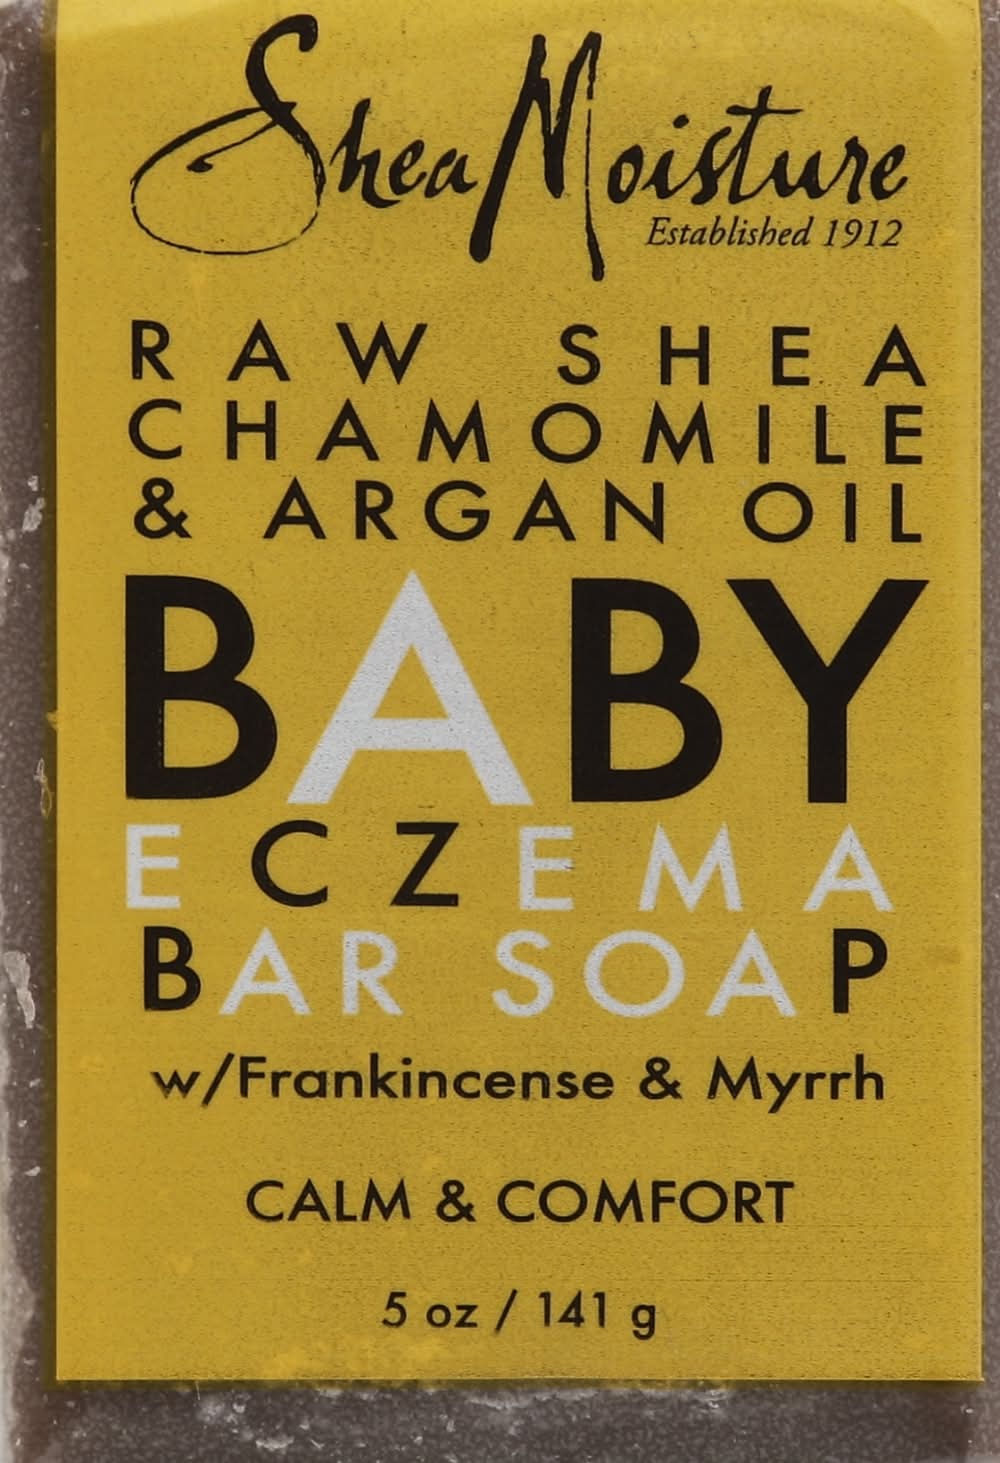 SheaMoisture
Established 1912
RAW SHEA
CHAMOMILE
& ARGAN OIL
BABY
ECZEMA
BAR SOAP
w/Frankincense & Myrrh
CALM & COMFORT
5 oz / 141 g